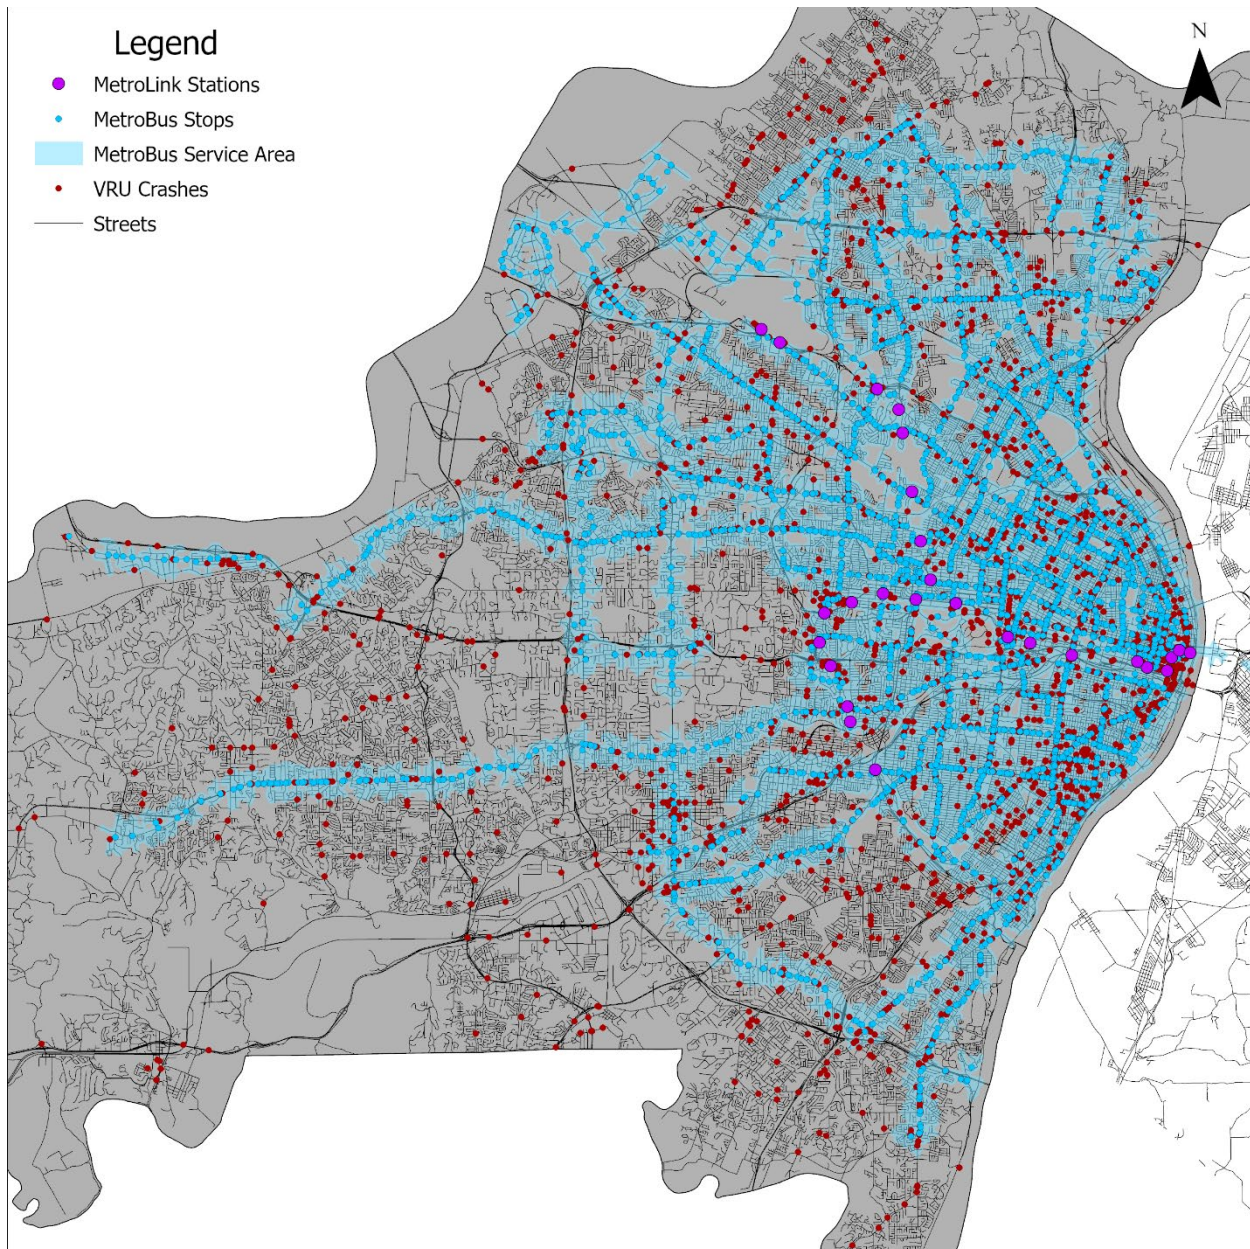 Legend
MetroLink Stations
MetroBus Stops
MetroBus Service Area
VRU Crashes
Streets
N